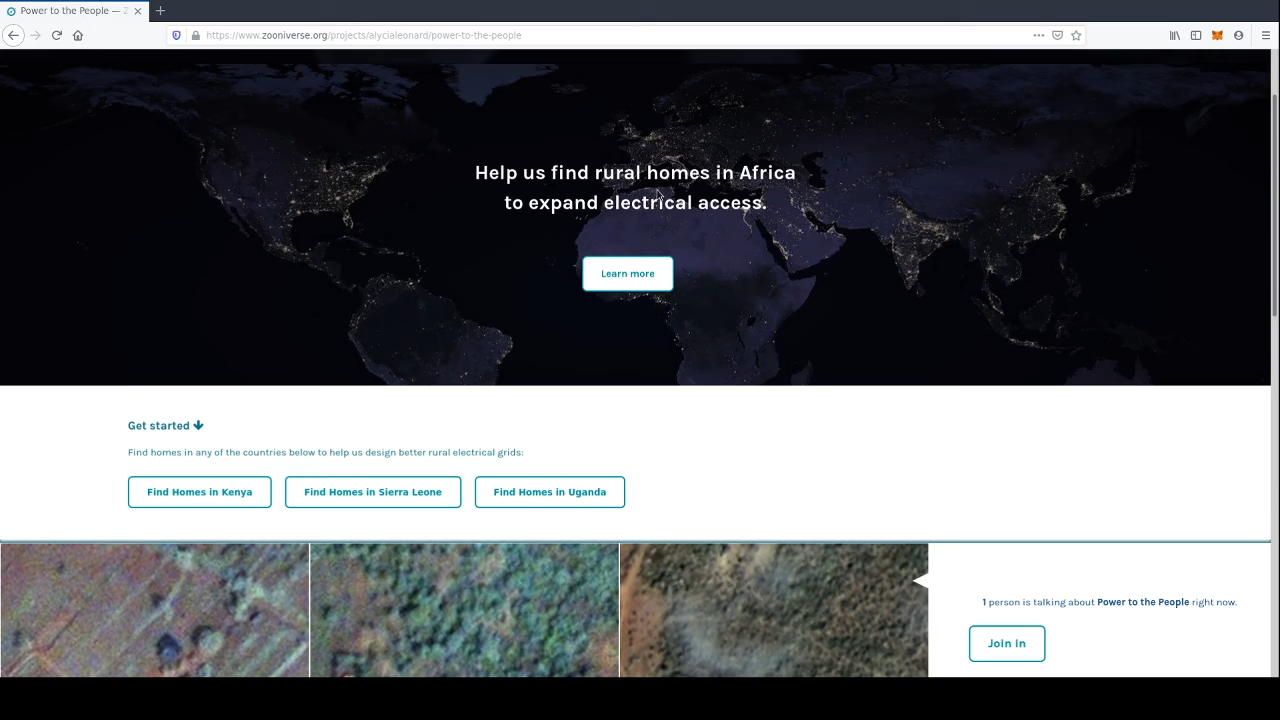 Power to the People — Z
https://www.zooniverse.org/projects/alycialeonard/power-to-the-people
Help us find rural homes in Africa
to expand electrical access.
Learn more
Get started
Find homes in any of the countries below to help us design better rural electrical grids:
Find Homes in Kenya
Find Homes in Sierra Leone
Find Homes in Uganda
1 person is talking about Power to the People right now.
Join in